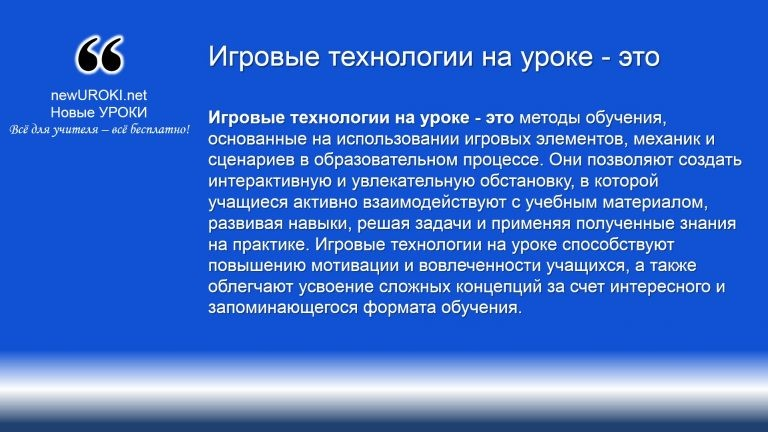 ❝
newUROKI.net
Новые УРОКИ
Всё для учителя – всё бесплатно!
Игровые технологии на уроке - это
Игровые технологии на уроке - это методы обучения,
основанные на использовании игровых элементов, механик и
сценариев в образовательном процессе. Они позволяют создать
интерактивную и увлекательную обстановку, в которой
учащиеся активно взаимодействуют с учебным материалом,
развивая навыки, решая задачи и применяя полученные знания
на практике. Игровые технологии на уроке способствуют
повышению мотивации и вовлеченности учащихся, а также
облегчают усвоение сложных концепций за счет интересного и
запоминающегося формата обучения.